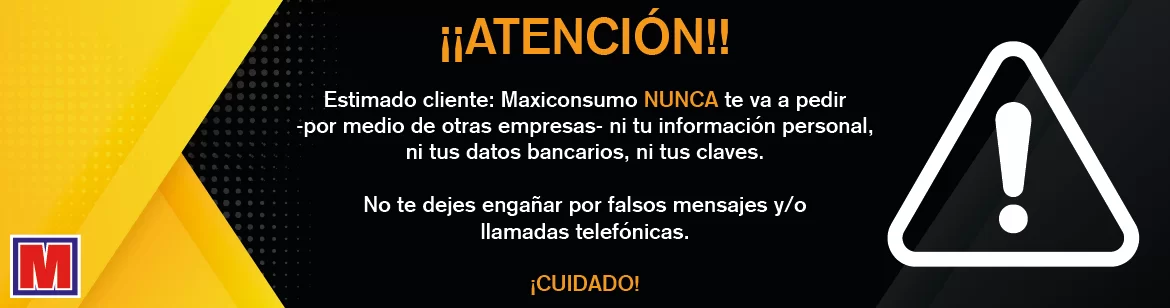 ¡¡ATENCIÓN!!
Estimado cliente: Maxiconsumo NUNCA te va a pedir
-por medio de otras empresas- ni tu información personal,
ni tus datos bancarios, ni tus claves.
No te dejes engañar por falsos mensajes y/o
llamadas telefónicas.
¡CUIDADO!
M